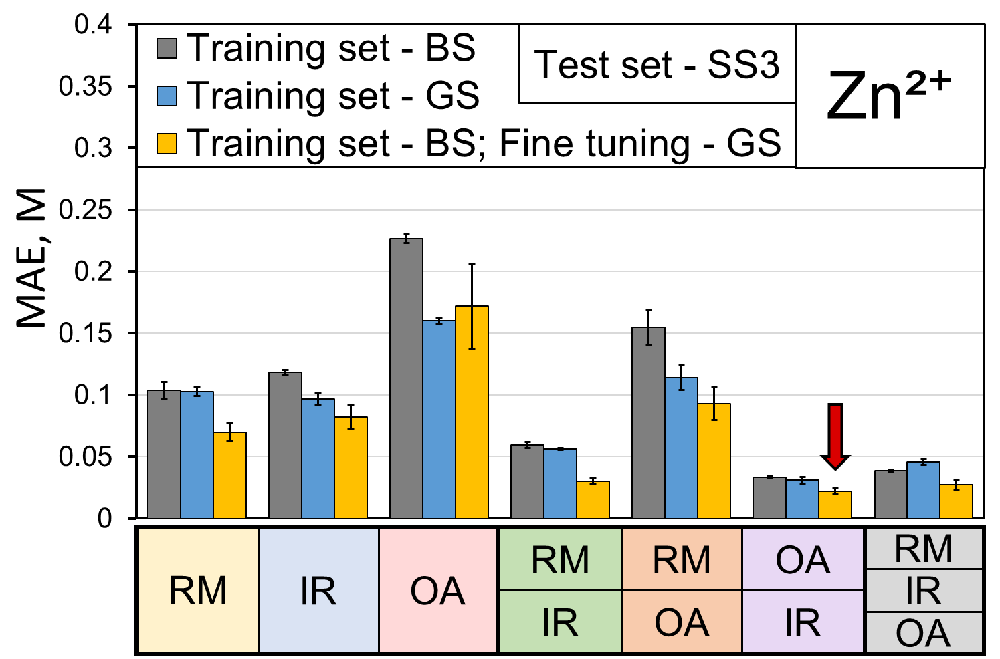 0.4
0.35
0.3
0.25
0.2
0.15
0.1
0.05
0
MAE, M
Training set - BS
Training set - GS
Training set - BS; Fine tuning - GS
Test set - SS3
Zn²⁺
RM
IR
OA
RM
IR
RM
OA
OA
IR
RM
IR
OA